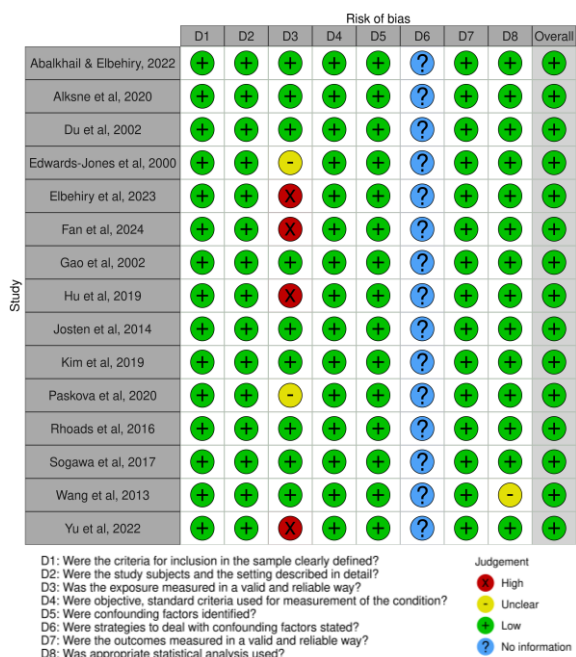 Risk of bias
D1 D2 D3 D4 D5 D6 D7 D8 Overall
Study
Abalkhail & Elbehiry, 2022 + + + + + ? + + +
Alksne et al, 2020 + + + + + ? + + +
Du et al, 2002 + + + + + ? + + +
Edwards-Jones et al, 2000 + + - + + ? + + +
Elbehiry et al, 2023 + + X + + ? + + +
Fan et al, 2024 + + X + + ? + + +
Gao et al, 2002 + + + + + ? + + +
Hu et al, 2019 + + X + + ? + + +
Josten et al, 2014 + + + + + ? + + +
Kim et al, 2019 + + + + + ? + + +
Paskova et al, 2020 + + - + + ? + + +
Rhoads et al, 2016 + + + + + ? + + +
Sogawa et al, 2017 + + + + + ? + + +
Wang et al, 2013 + + + + + ? + - +
Yu et al, 2022 + + X + + ? + + +
D1: Were the criteria for inclusion in the sample clearly defined?
D2: Were the study subjects and the setting described in detail?
D3: Was the exposure measured in a valid and reliable way?
D4: Were objective, standard criteria used for measurement of the condition?
D5: Were confounding factors identified?
D6: Were strategies to deal with confounding factors stated?
D7: Were the outcomes measured in a valid and reliable way?
D8: Was appropriate statistical analysis used?
Judgement
X High
- Unclear
+ Low
? No information